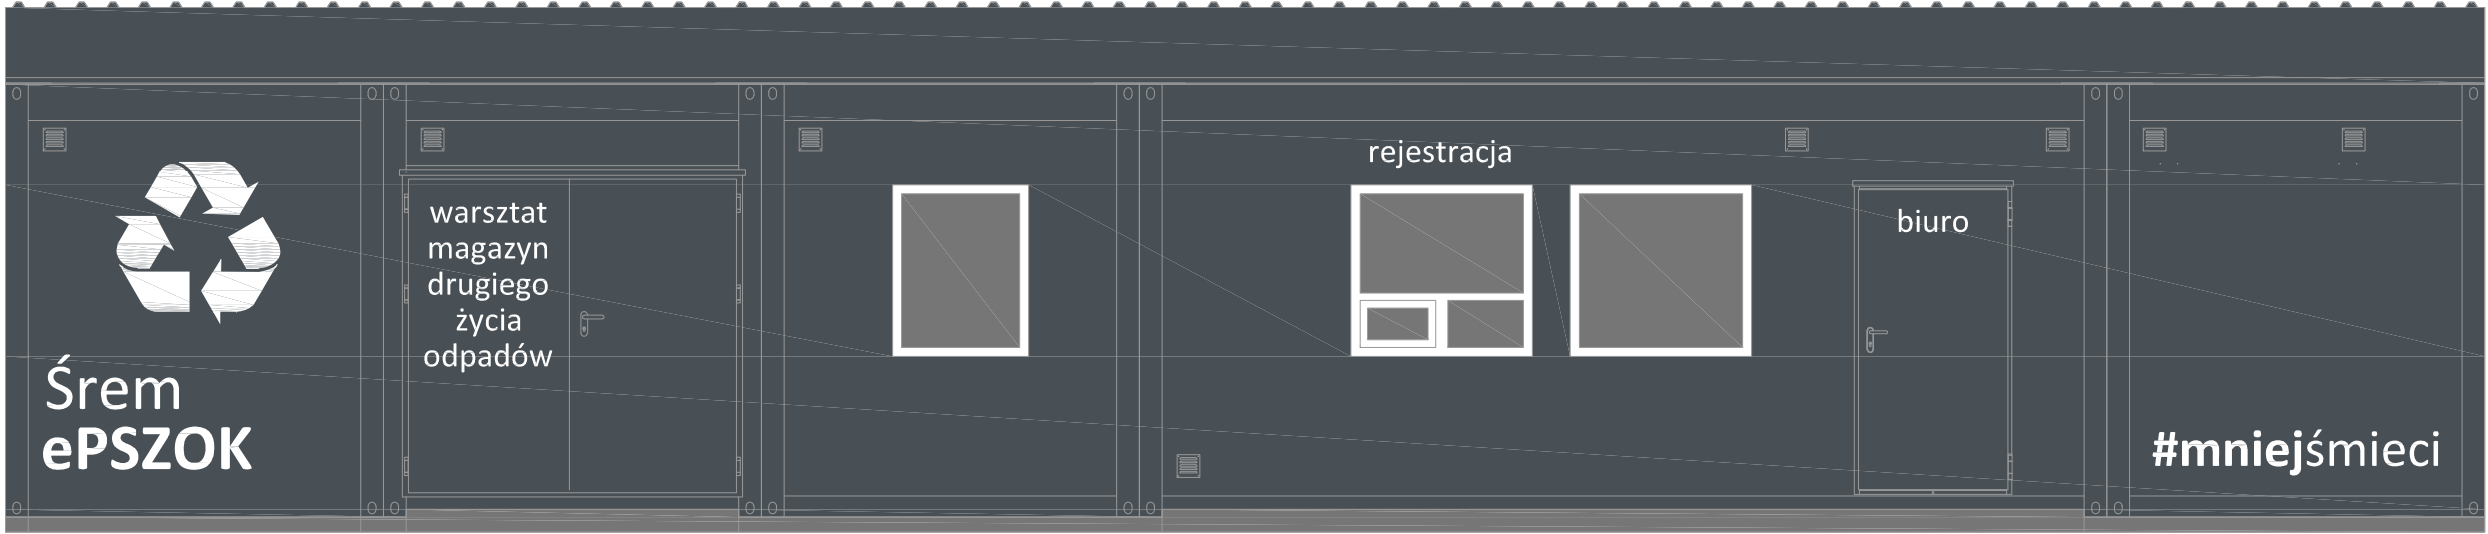 Śrem
ePSZOK
warsztat
magazyn
drugiego
życia
odpadów
rejestracja
biuro
#mniejśmieci